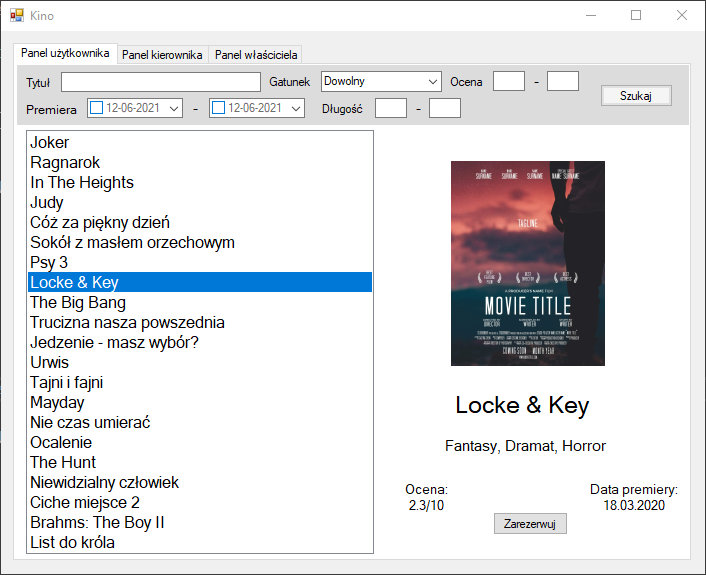 Kino
Panel użytkownika Panel kierownika Panel właściciela
Tytuł Gatunek Dowolny Ocena -
Szukaj
Premiera 12-06-2021 - 12-06-2021 Długość -
Joker
Ragnarok
In The Heights
Judy
Cóż za piękny dzień
Sokół z masłem orzechowym
Psy 3
Locke & Key
The Big Bang
Trucizna nasza powszednia
Jedzenie - masz wybór?
Urwis
Tajni i fajni
Mayday
Nie czas umierać
Ocalenie
The Hunt
Niewidzialny człowiek
Ciche miejsce 2
Brahms: The Boy II
List do króla
NAME SURNAME NAME SURNAME NAME SURNAME NAME SURNAME
TAGLINE
A PRODUCER'S NAME FILM
MOVIE TITLE
DIRECTOR WRITER WRITER
COMING SOON MONTH YEAR
Locke & Key
Fantasy, Dramat, Horror
Ocena:
2.3/10
Data premiery:
18.03.2020
Zarezerwuj